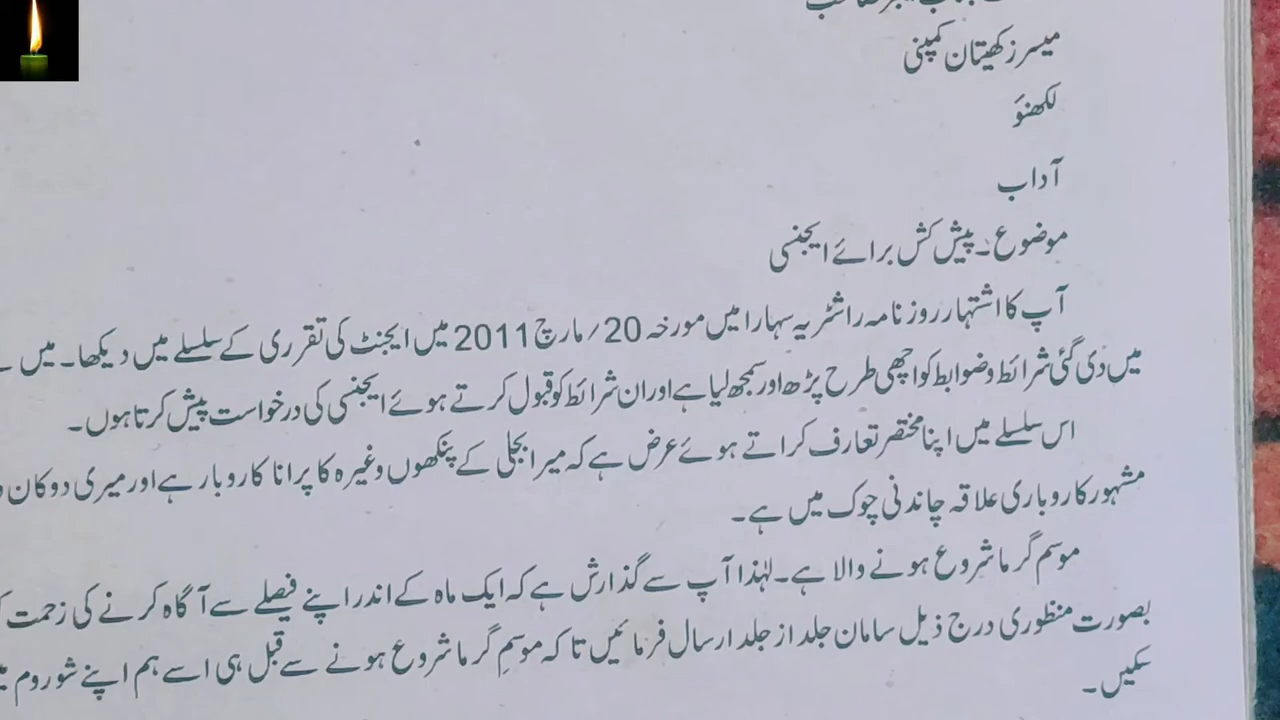 صاحب
میسرز کھیتان کمپنی
لکھنؤ
آداب
موضوع۔ پیش کش برائے ایجنسی
آپ کا اشتہار روز نامہ راشٹریہ سہارا میں مورخہ 20/مارچ 2011 میں ایجنٹ کی تقرری کے سلسلے میں دیکھا۔ میں
میں دی گئی شرائط وضوابط کو اچھی طرح پڑھ اور سمجھ لیا ہے اور ان شرائط کو قبول کرتے ہوئے ایجنسی کی درخواست پیش کرتا ہوں۔
اس سلسلے میں اپنا مختصر تعارف کراتے ہوئے عرض ہے کہ میرا بجلی کے پنکھوں وغیرہ کا پرانا کاروبار ہے اور میری دوکان
مشہور کاروباری علاقہ چاندنی چوک میں ہے۔
موسم گرما شروع ہونے والا ہے۔ لہٰذا آپ سے گذارش ہے کہ ایک ماہ کے اندر اپنے فیصلے سے آگاہ کرنے کی زحمت
بصورت منظوری درج ذیل سامان جلد از جلد ارسال فرمائیں تا کہ موسمِ گرما شروع ہونے سے قبل ہی اسے ہم اپنے شوروم
سکیں۔